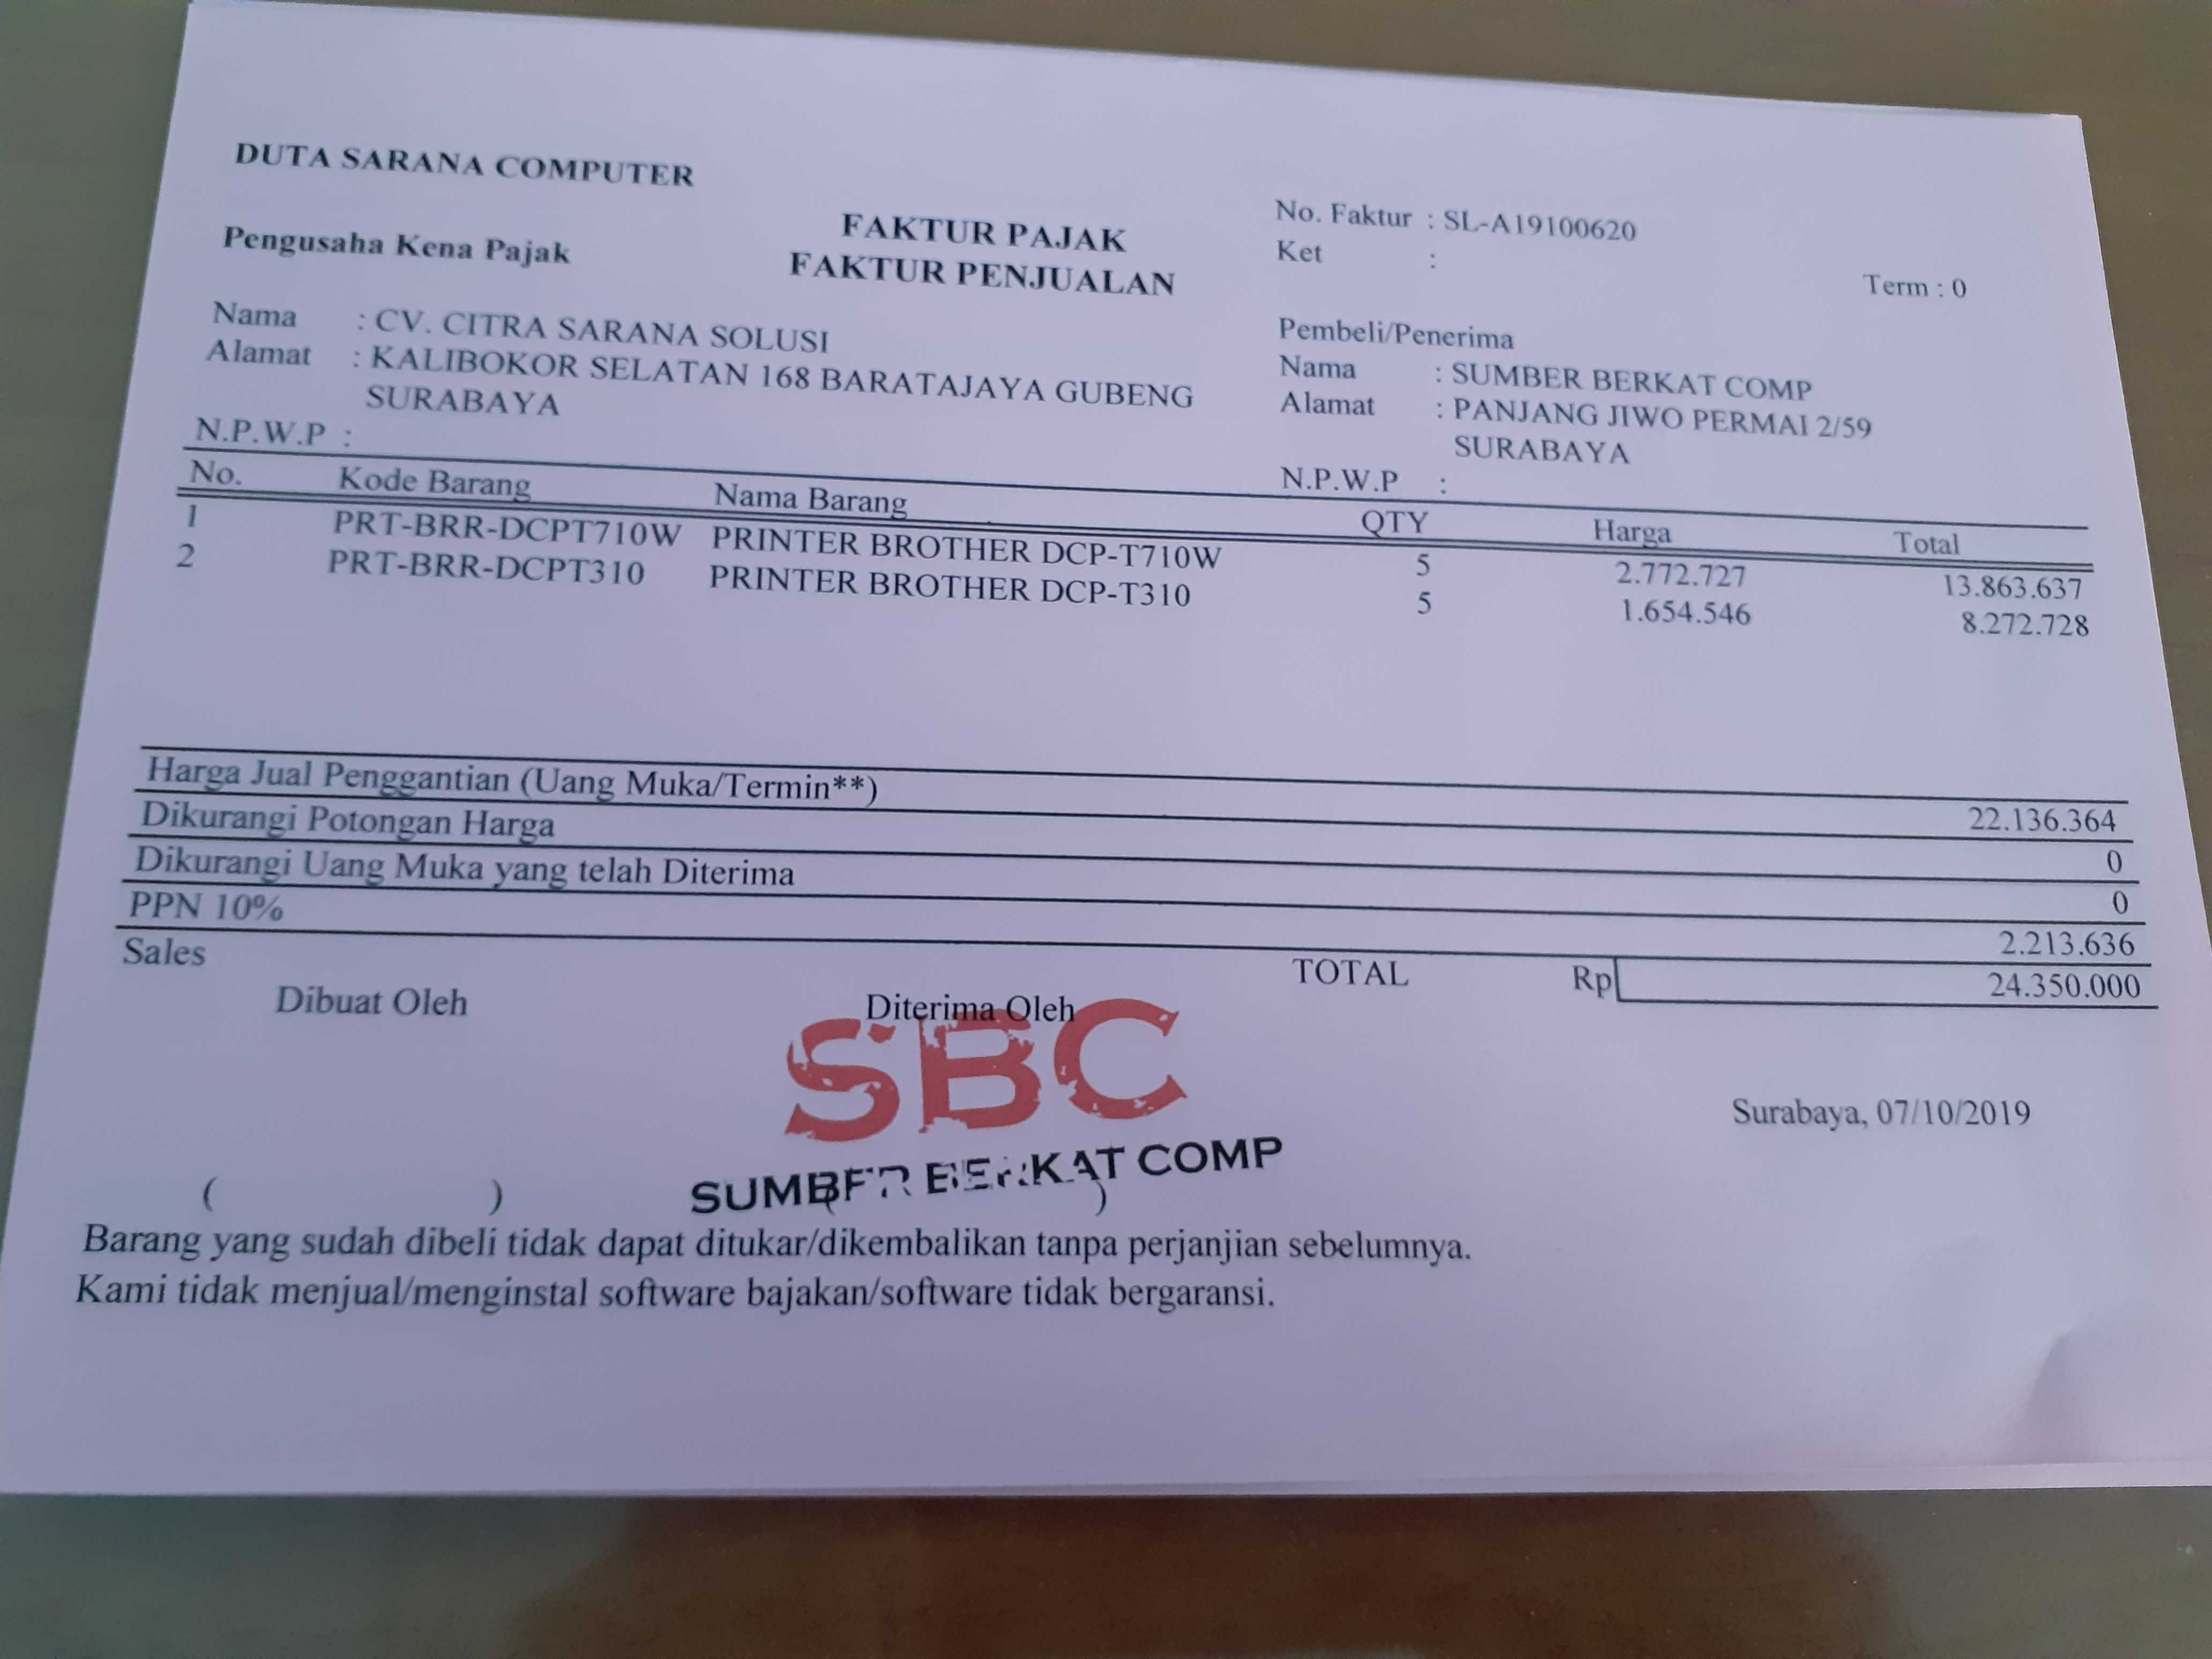 DUTA SARANA COMPUTER
Pengusaha Kena Pajak
FAKTUR PAJAK
FAKTUR PENJUALAN
No. Faktur : SL-A19100620
Ket :
Term : 0
Nama : CV. CITRA SARANA SOLUSI
Alamat : KALIBOKOR SELATAN 168 BARATAJAYA GUBENG
SURABAYA
N.P.W.P :
Pembeli/Penerima
Nama : SUMBER BERKAT COMP
Alamat : PANJANG JIWO PERMAI 2/59
SURABAYA
N.P.W.P :
No. Kode Barang Nama Barang QTY Harga Total
1 PRT-BRR-DCPT710W PRINTER BROTHER DCP-T710W 5 2.772.727 13.863.637
2 PRT-BRR-DCPT310 PRINTER BROTHER DCP-T310 5 1.654.546 8.272.728
Harga Jual Penggantian (Uang Muka/Termin**) 22.136.364
Dikurangi Potongan Harga 0
Dikurangi Uang Muka yang telah Diterima 0
PPN 10% 2.213.636
Sales TOTAL Rp 24.350.000
Dibuat Oleh Diterima Oleh
SBC
SUMBER BERKAT COMP
Surabaya, 07/10/2019
( ) ( )
Barang yang sudah dibeli tidak dapat ditukar/dikembalikan tanpa perjanjian sebelumnya.
Kami tidak menjual/menginstal software bajakan/software tidak bergaransi.